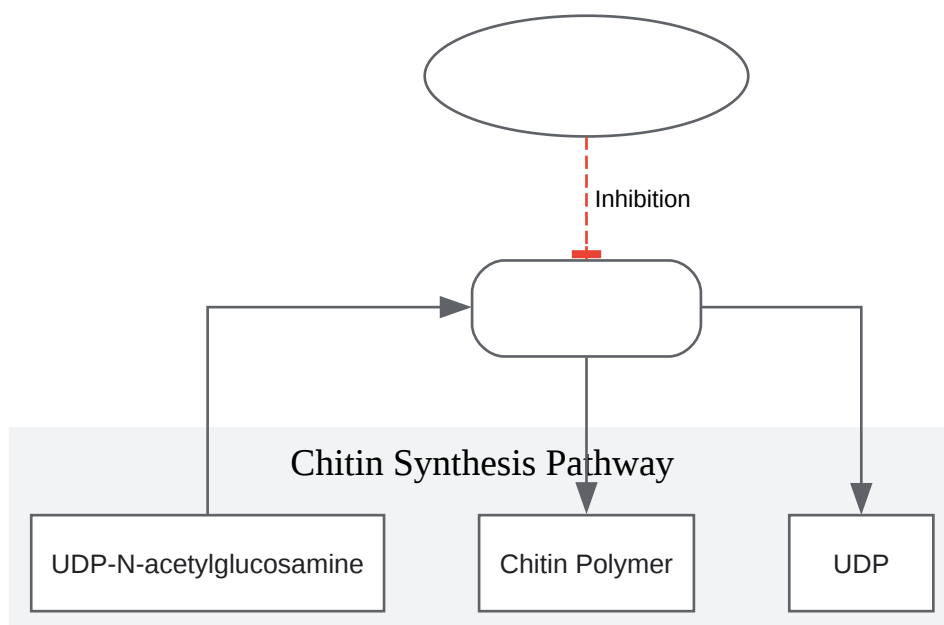 Inhibition
Chitin Synthesis Pathway
UDP-N-acetylglucosamine
Chitin Polymer
UDP